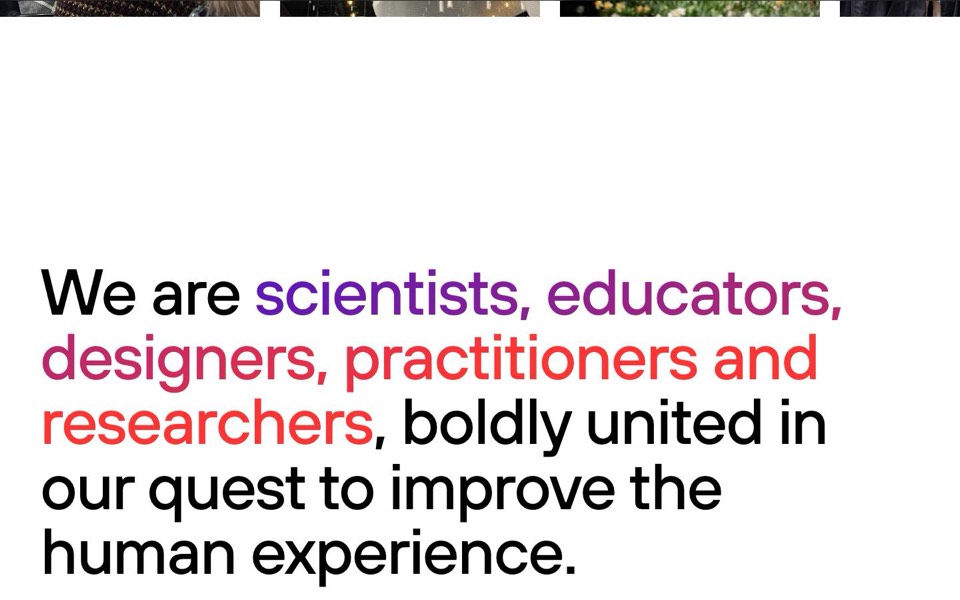 We are scientists, educators,
designers, practitioners and
researchers, boldly united in
our quest to improve the
human experience.